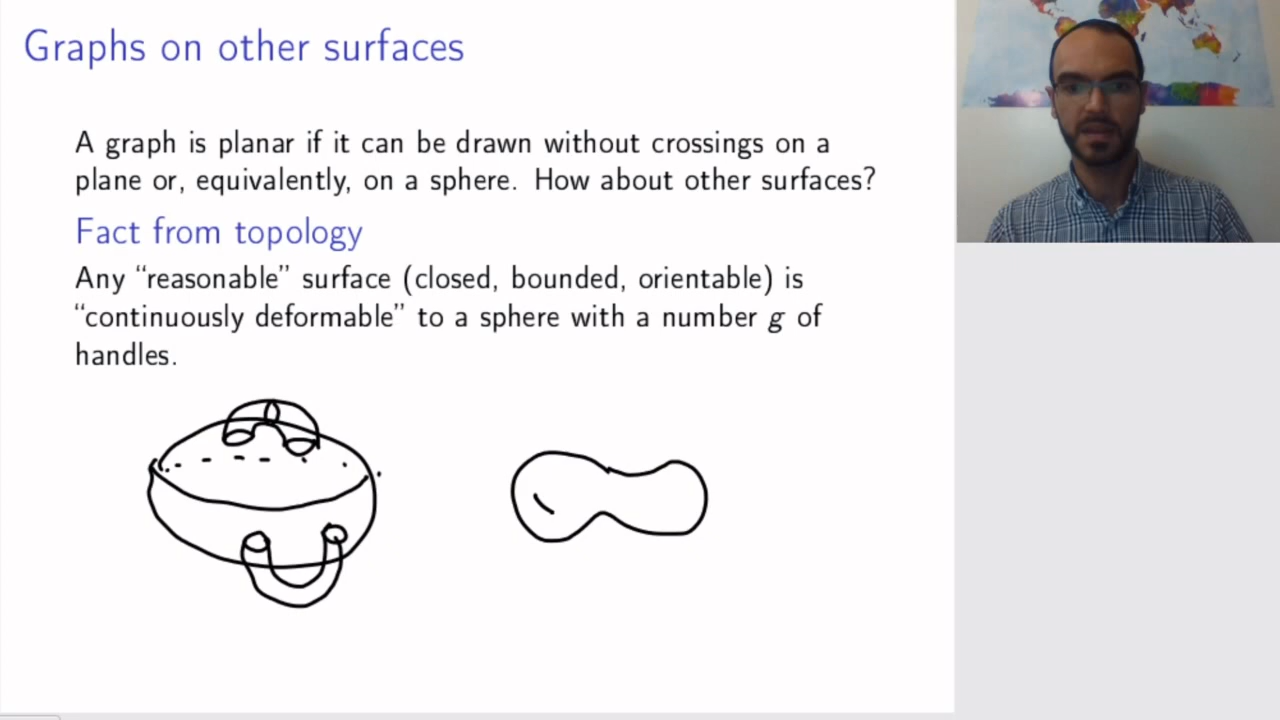 Graphs on other surfaces
A graph is planar if it can be drawn without crossings on a
plane or, equivalently, on a sphere. How about other surfaces?
Fact from topology
Any “reasonable” surface (closed, bounded, orientable) is
“continuously deformable” to a sphere with a number g of
handles.